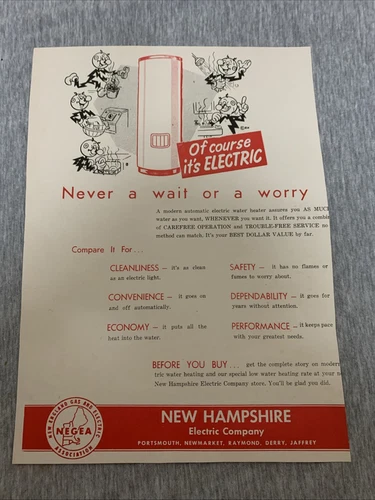 Of course
it's ELECTRIC
Never a wait or a worry
A modern automatic electric water heater assures you AS MUC
water as you want, WHENEVER you want it. It offers you a combi
of CAREFREE OPERATION and TROUBLE-FREE SERVICE no
method can match. It's your BEST DOLLAR VALUE by far.
Compare It For...
CLEANLINESS — it's as clean
as an electric light.
SAFETY — it has no flames or
fumes to worry about.
CONVENIENCE — it goes on
and off automatically.
DEPENDABILITY — it goes for
years without attention.
ECONOMY — it puts all the
heat into the water.
PERFORMANCE — it keeps pace
with your greatest needs.
BEFORE YOU BUY... get the complete story on modern
tric water heating and our special low water heating rate at your n
New Hampshire Electric Company store. You'll be glad you did.
NEW ENGLAND GAS AND ELECTRIC
NEGEA
ASSOCIATION
NEW HAMPSHIRE
Electric Company
PORTSMOUTH, NEWMARKET, RAYMOND, DERRY, JAFFREY